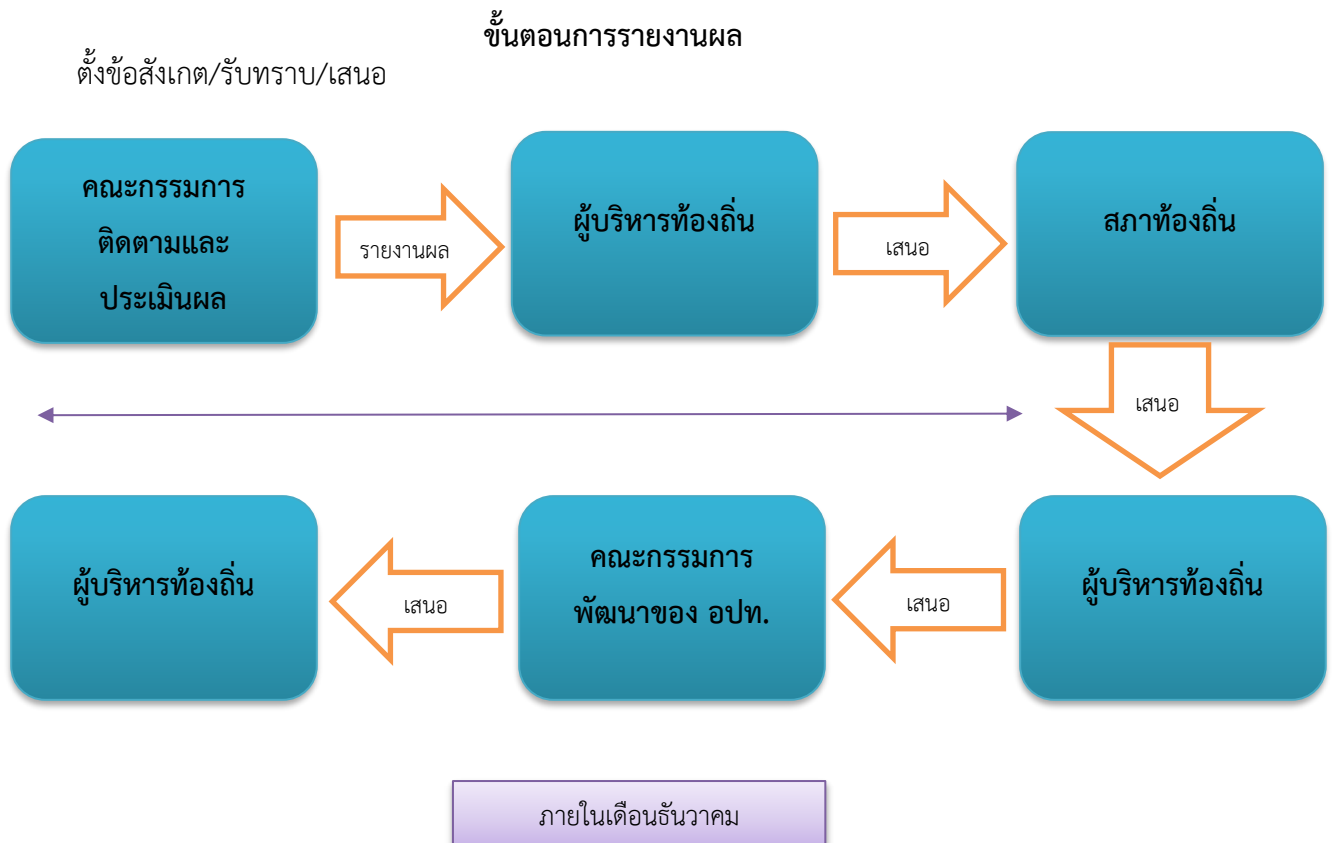 ขั้นตอนการรายงานผล
ตั้งข้อสังเกต/รับทราบ/เสนอ
คณะกรรมการ
ติดตามและ
ประเมินผล
รายงานผล
ผู้บริหารท้องถิ่น
เสนอ
สภาท้องถิ่น
เสนอ
ผู้บริหารท้องถิ่น
เสนอ
คณะกรรมการ
พัฒนาของ อปท.
เสนอ
ผู้บริหารท้องถิ่น
ภายในเดือนธันวาคม